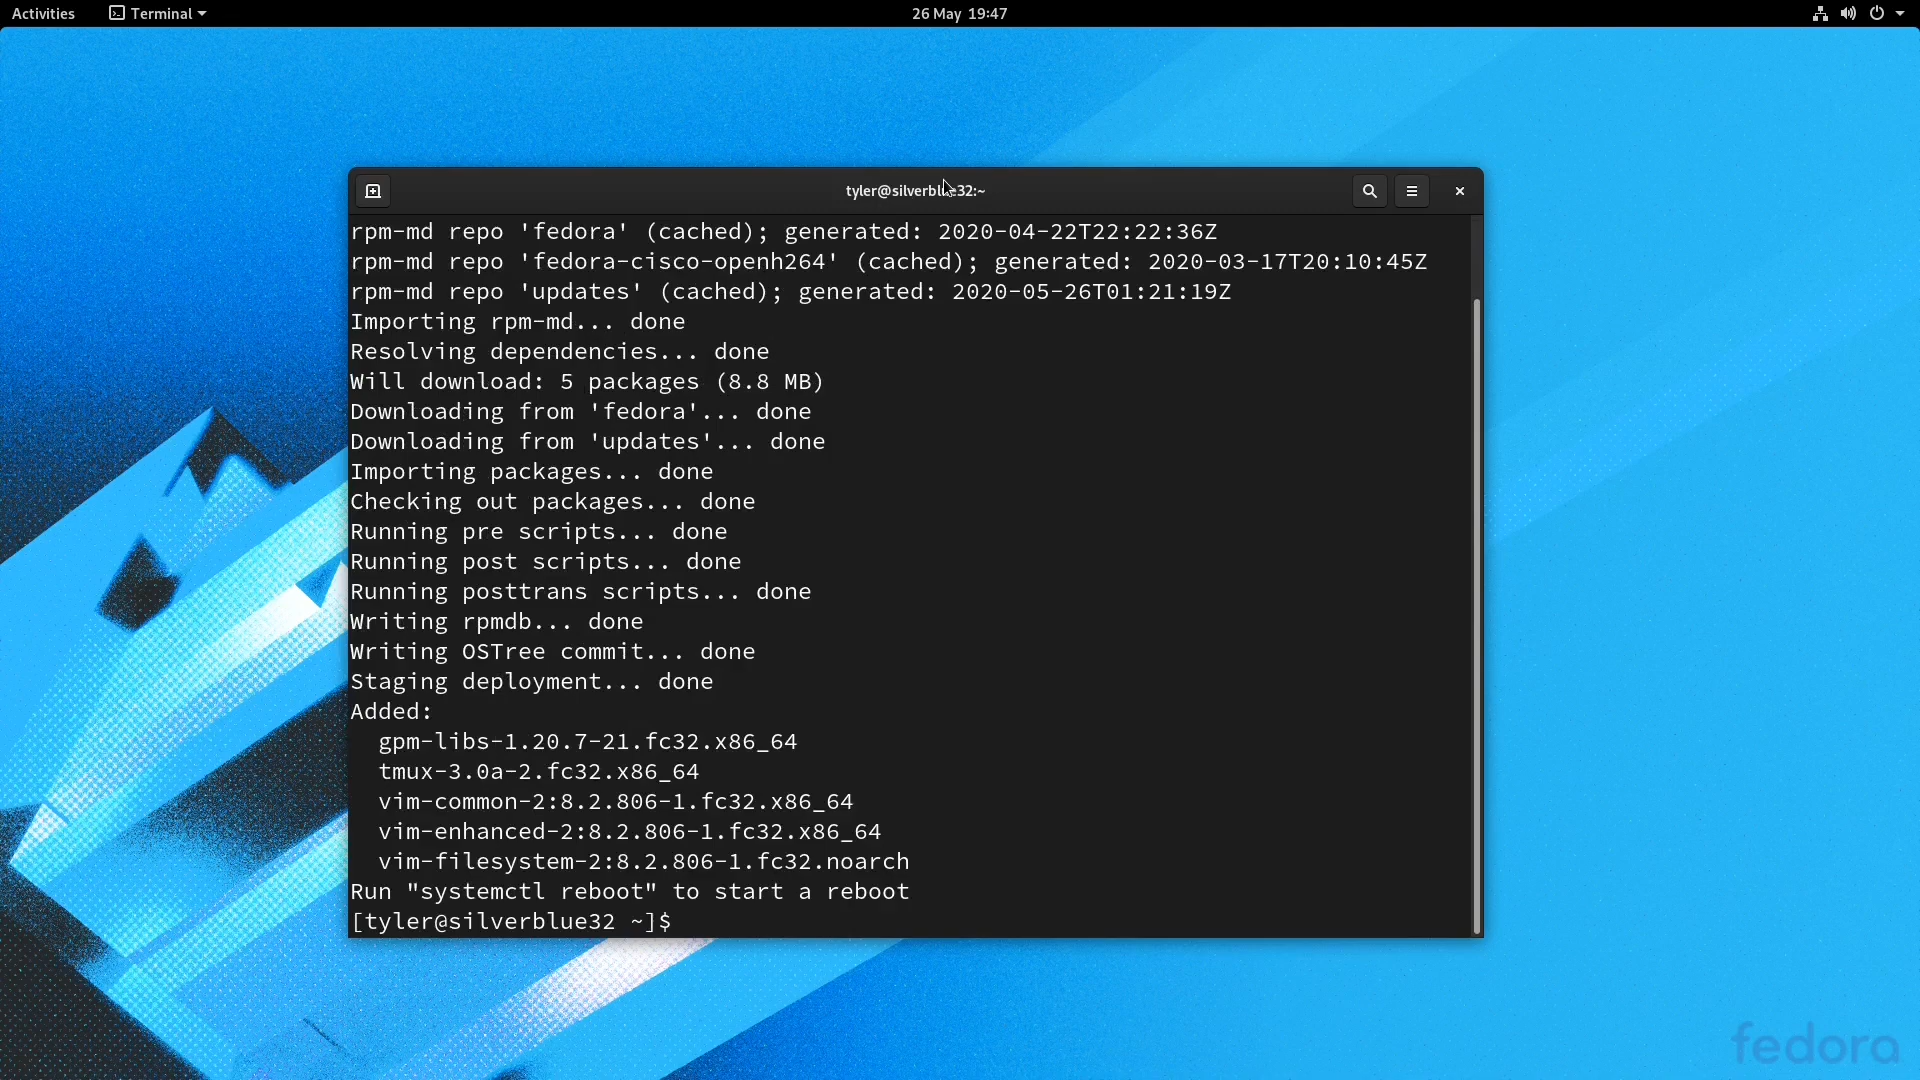 Activities
Terminal
26 May 19:47
tyler@silverblue32:~
rpm-md repo 'fedora' (cached); generated: 2020-04-22T22:22:36Z
rpm-md repo 'fedora-cisco-openh264' (cached); generated: 2020-03-17T20:10:45Z
rpm-md repo 'updates' (cached); generated: 2020-05-26T01:21:19Z
Importing rpm-md... done
Resolving dependencies... done
Will download: 5 packages (8.8 MB)
Downloading from 'fedora'... done
Downloading from 'updates'... done
Importing packages... done
Checking out packages... done
Running pre scripts... done
Running post scripts... done
Running posttrans scripts... done
Writing rpmdb... done
Writing OSTree commit... done
Staging deployment... done
Added:
  gpm-libs-1.20.7-21.fc32.x86_64
  tmux-3.0a-2.fc32.x86_64
  vim-common-2:8.2.806-1.fc32.x86_64
  vim-enhanced-2:8.2.806-1.fc32.x86_64
  vim-filesystem-2:8.2.806-1.fc32.noarch
Run "systemctl reboot" to start a reboot
[tyler@silverblue32 ~]$
fedora